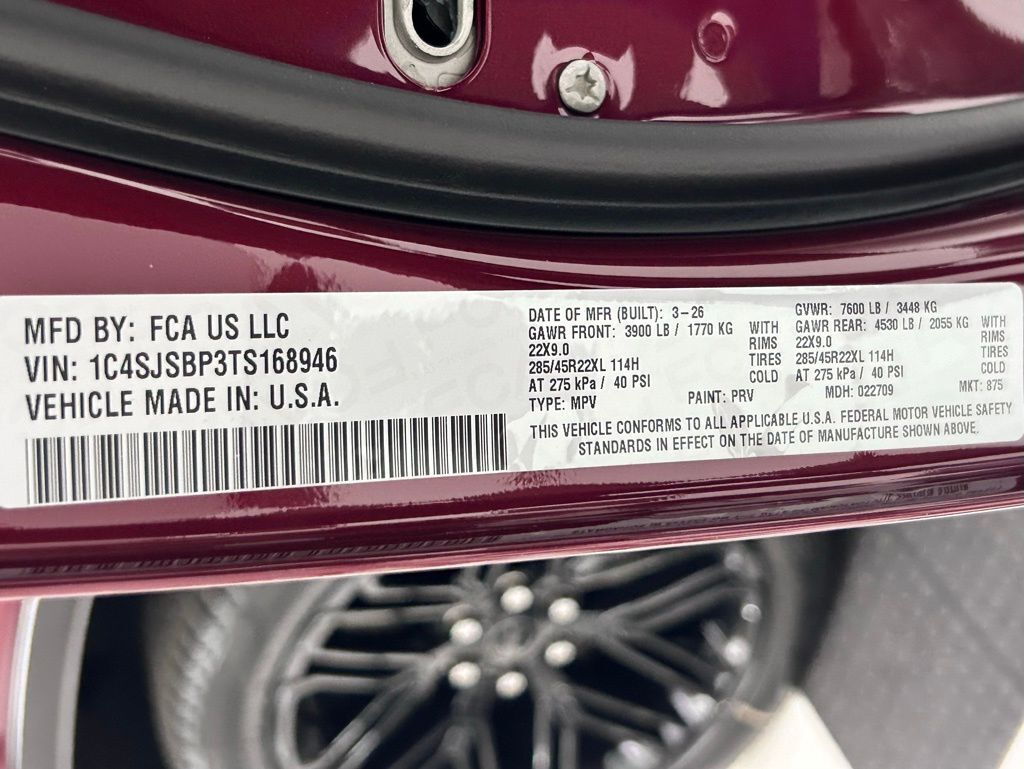 MFD BY: FCA US LLC
VIN: 1C4SJSBP3TS168946
VEHICLE MADE IN: U.S.A.
DATE OF MFR (BUILT): 3-26
GAWR FRONT: 3900 LB / 1770 KG WITH
22X9.0 RIMS
285/45R22XL 114H TIRES
AT 275 kPa / 40 PSI COLD
TYPE: MPV PAINT: PRV
GVWR: 7600 LB / 3448 KG
GAWR REAR: 4530 LB / 2055 KG WITH
22X9.0 RIMS
285/45R22XL 114H TIRES
AT 275 kPa / 40 PSI COLD
MDH: 022709 MKT: 875
THIS VEHICLE CONFORMS TO ALL APPLICABLE U.S.A. FEDERAL MOTOR VEHICLE SAFETY
STANDARDS IN EFFECT ON THE DATE OF MANUFACTURE SHOWN ABOVE.